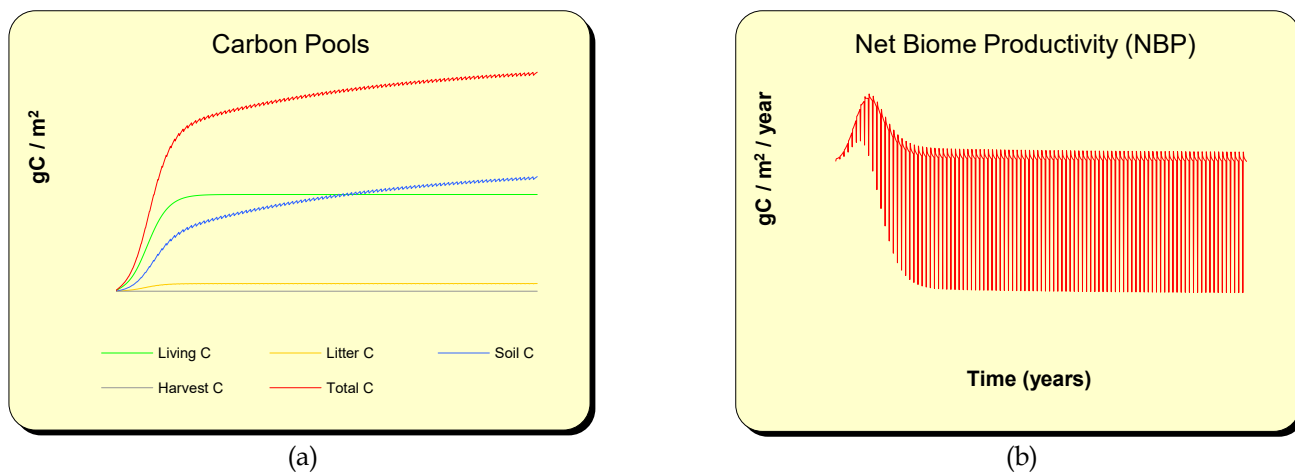 Carbon Pools
gC / m²
Living C
Litter C
Soil C
Harvest C
Total C
(a)
Net Biome Productivity (NBP)
gC / m² / year
Time (years)
(b)